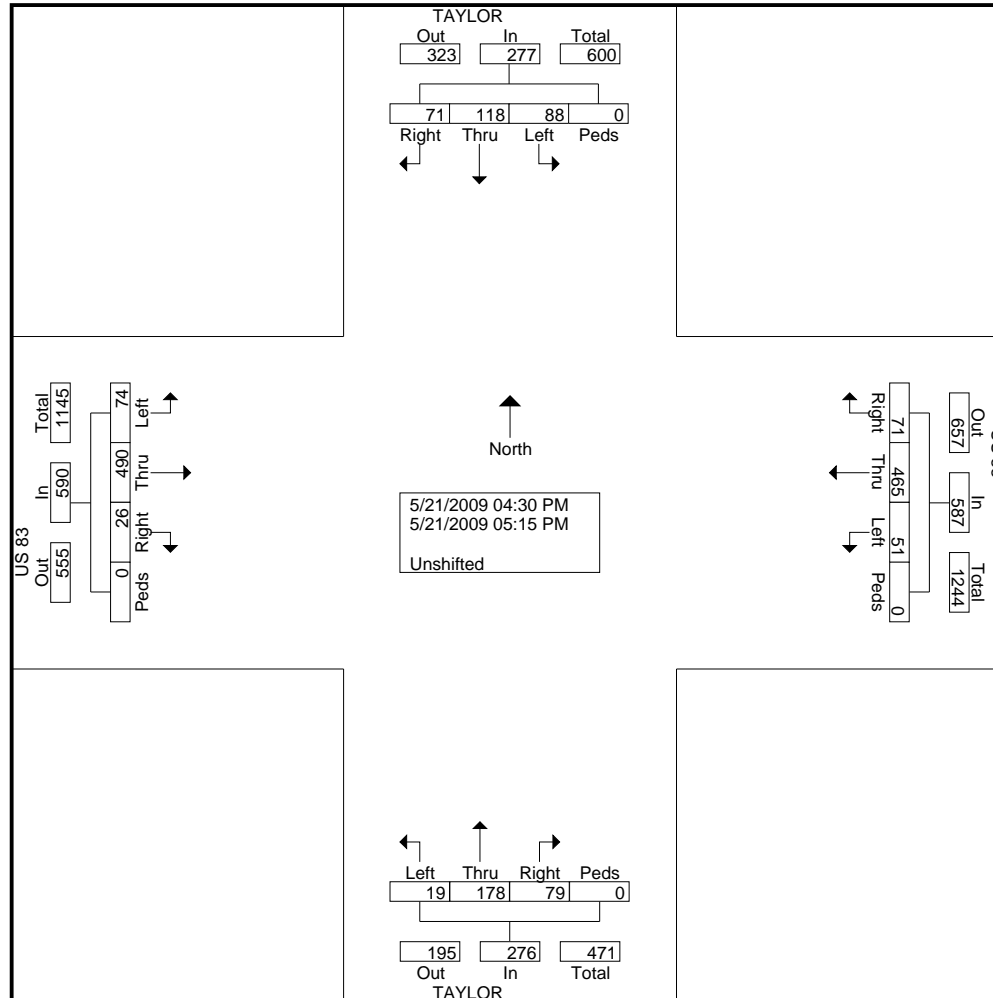 TAYLOR
Out In Total
323 277 600
71 118 88 0
Right Thru Left Peds
US 83
Out In Total
555 590 1145
74 490 26 0
Left Thru Right Peds
North
5/21/2009 04:30 PM
5/21/2009 05:15 PM
Unshifted
Right Thru Left Peds
71 465 51 0
Out In Total
657 587 1244
Left Thru Right Peds
19 178 79 0
195 276 471
Out In Total
TAYLOR